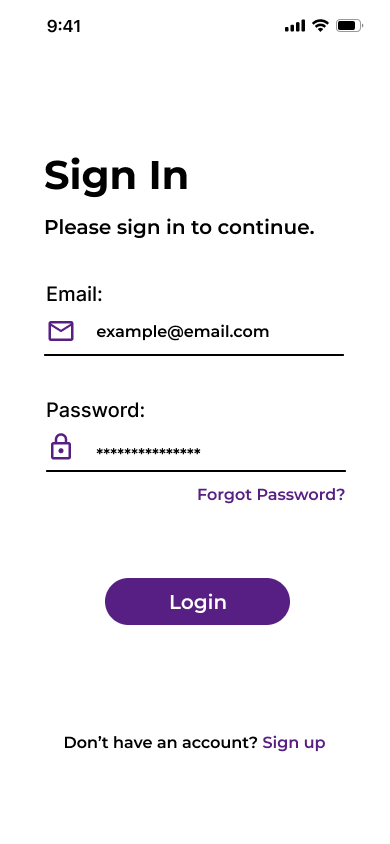 9:41
Sign In
Please sign in to continue.
Email:
example@email.com
Password:
***************
Forgot Password?
Login
Don’t have an account? Sign up